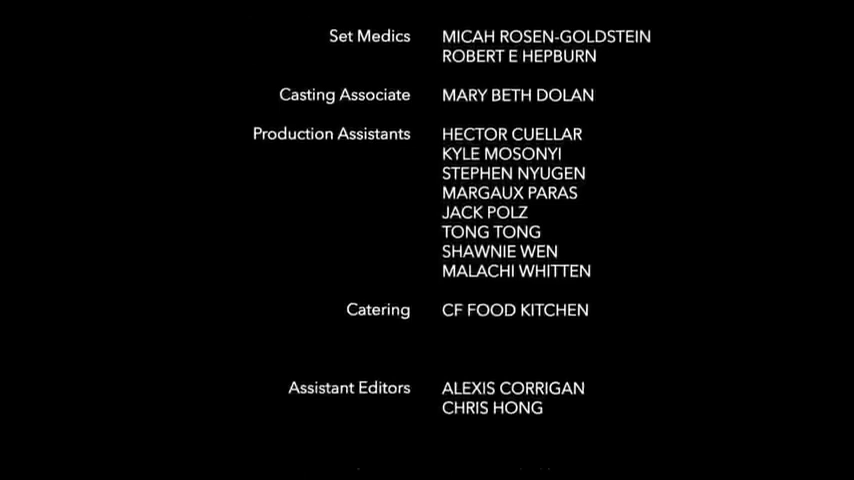 Set Medics MICAH ROSEN-GOLDSTEIN
ROBERT E HEPBURN
Casting Associate MARY BETH DOLAN
Production Assistants HECTOR CUELLAR
KYLE MOSONYI
STEPHEN NYUGEN
MARGAUX PARAS
JACK POLZ
TONG TONG
SHAWNIE WEN
MALACHI WHITTEN
Catering CF FOOD KITCHEN
Assistant Editors ALEXIS CORRIGAN
CHRIS HONG